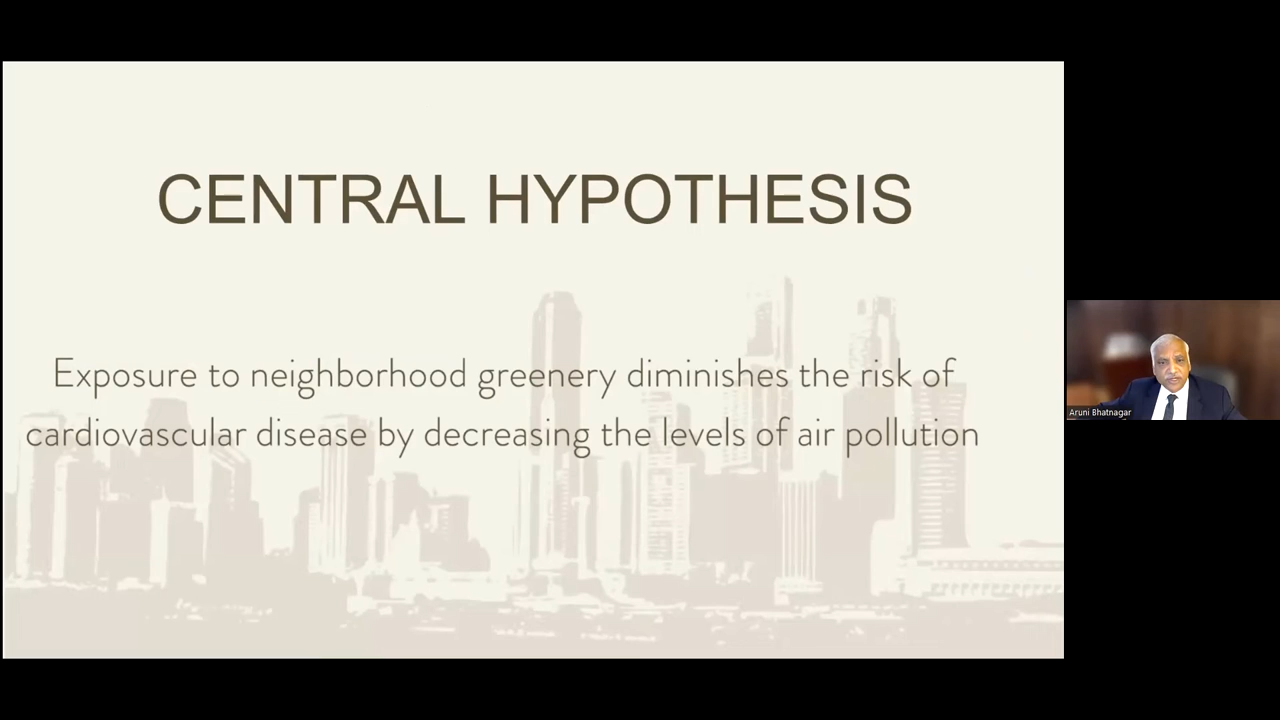 CENTRAL HYPOTHESIS
Exposure to neighborhood greenery diminishes the risk of
cardiovascular disease by decreasing the levels of air pollution
Aruni Bhatnagar